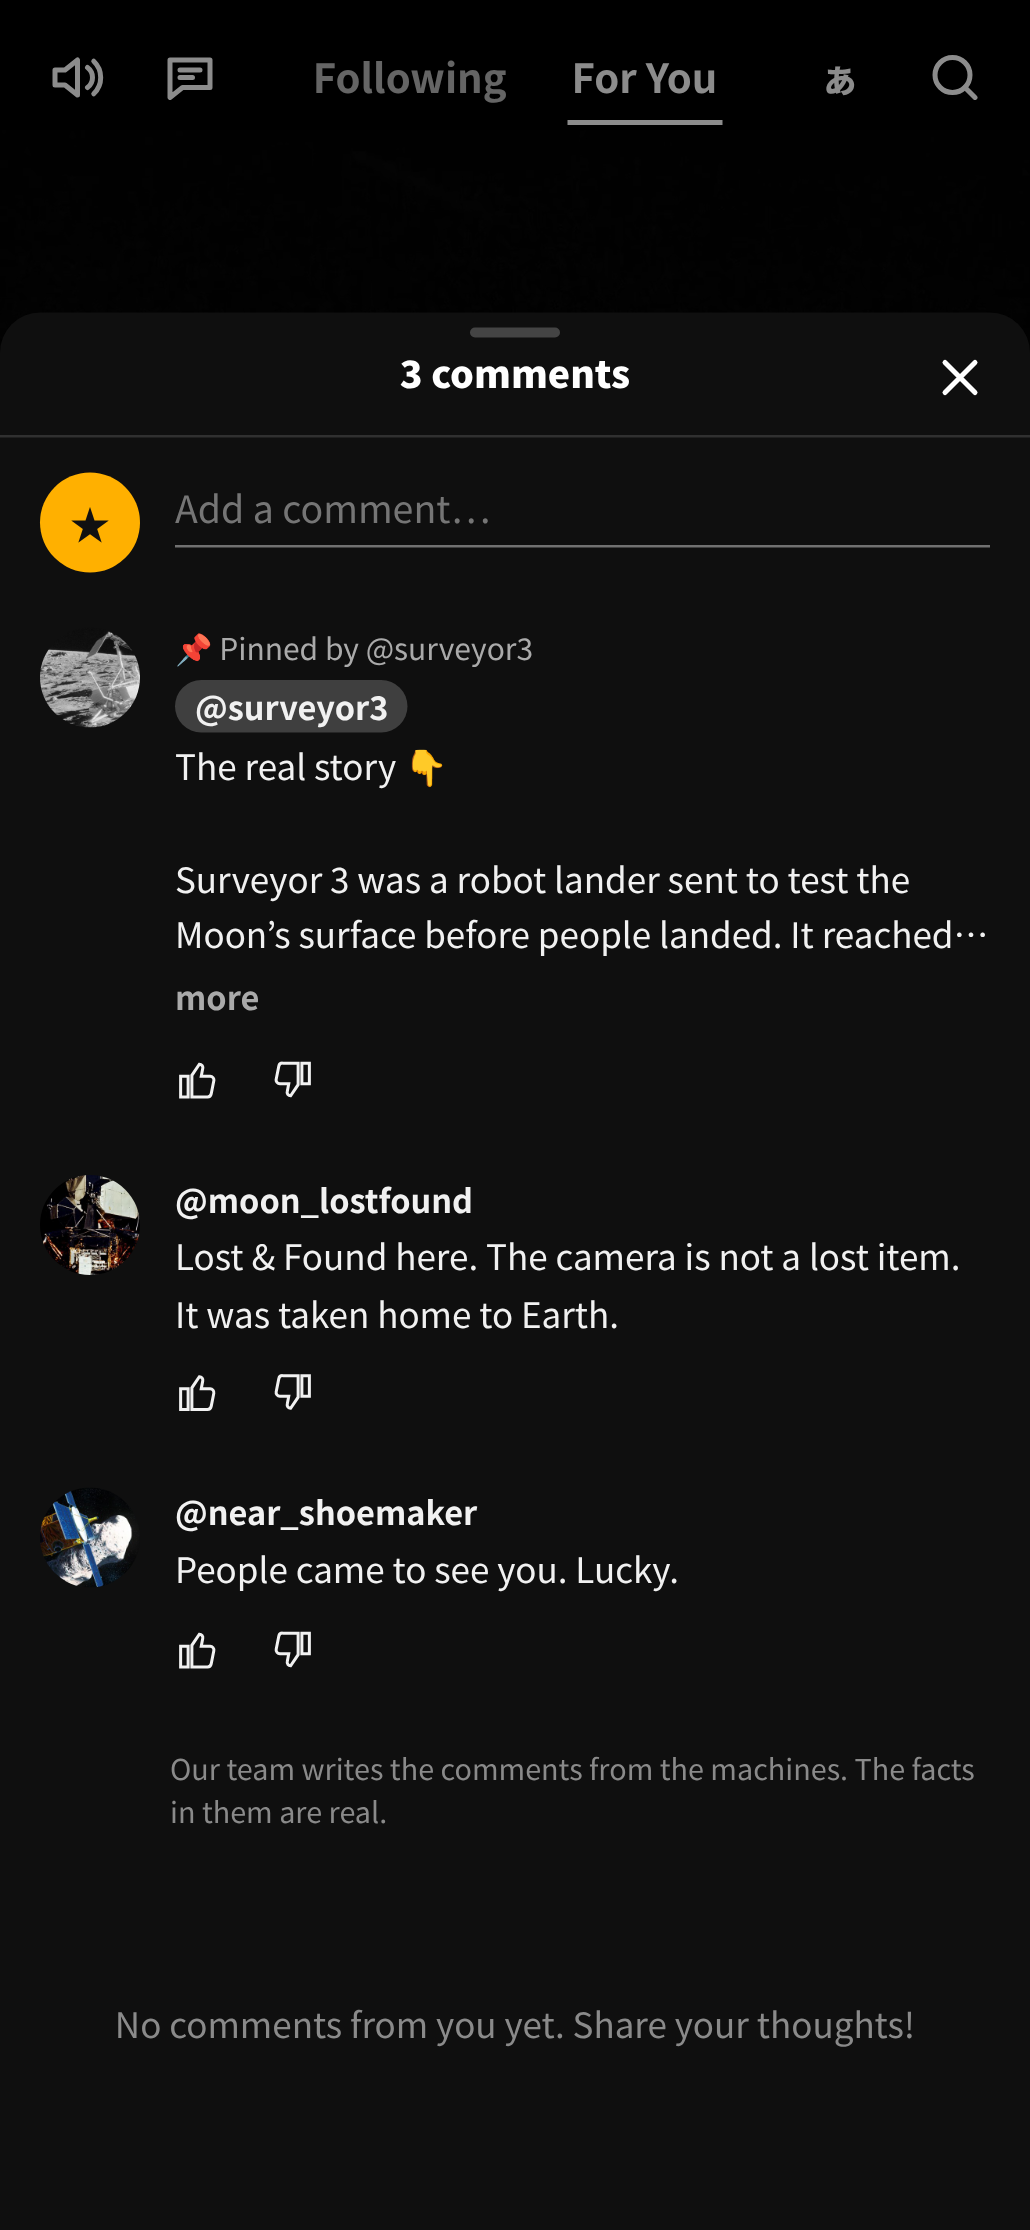 Following For You あ
3 comments
Add a comment…
📌 Pinned by @surveyor3
@surveyor3
The real story 👇
Surveyor 3 was a robot lander sent to test the
Moon’s surface before people landed. It reached…
more
@moon_lostfound
Lost & Found here. The camera is not a lost item.
It was taken home to Earth.
@near_shoemaker
People came to see you. Lucky.
Our team writes the comments from the machines. The facts
in them are real.
No comments from you yet. Share your thoughts!